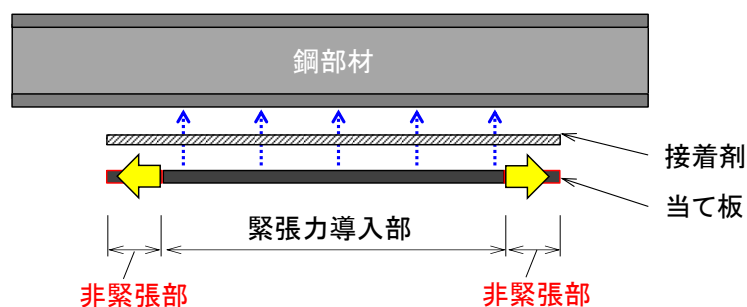 鋼部材
接着剤
当て板
緊張力導入部
非緊張部
非緊張部